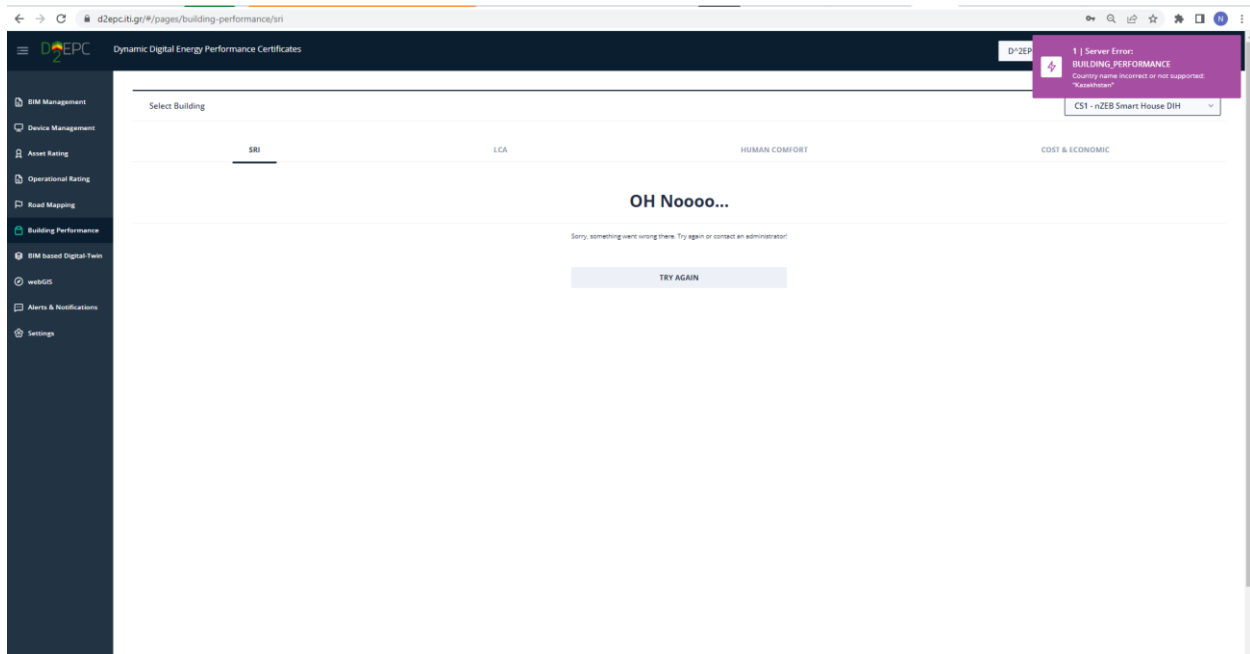 d2epc.iti.gr/#/pages/building-performance/sri
N
D2EPC
Dynamic Digital Energy Performance Certificates
D^2EP
1 | Server Error:
BUILDING_PERFORMANCE
Country name incorrect or not supported:
"Kazakhstan"
BIM Management
Device Management
Asset Rating
Operational Rating
Road Mapping
Building Performance
BIM based Digital-Twin
webGIS
Alerts & Notifications
Settings
Select Building
CS1 - nZEB Smart House DIH
SRI
LCA
HUMAN COMFORT
COST & ECONOMIC
OH Noooo...
Sorry, something went wrong there. Try again or contact an administrator!
TRY AGAIN